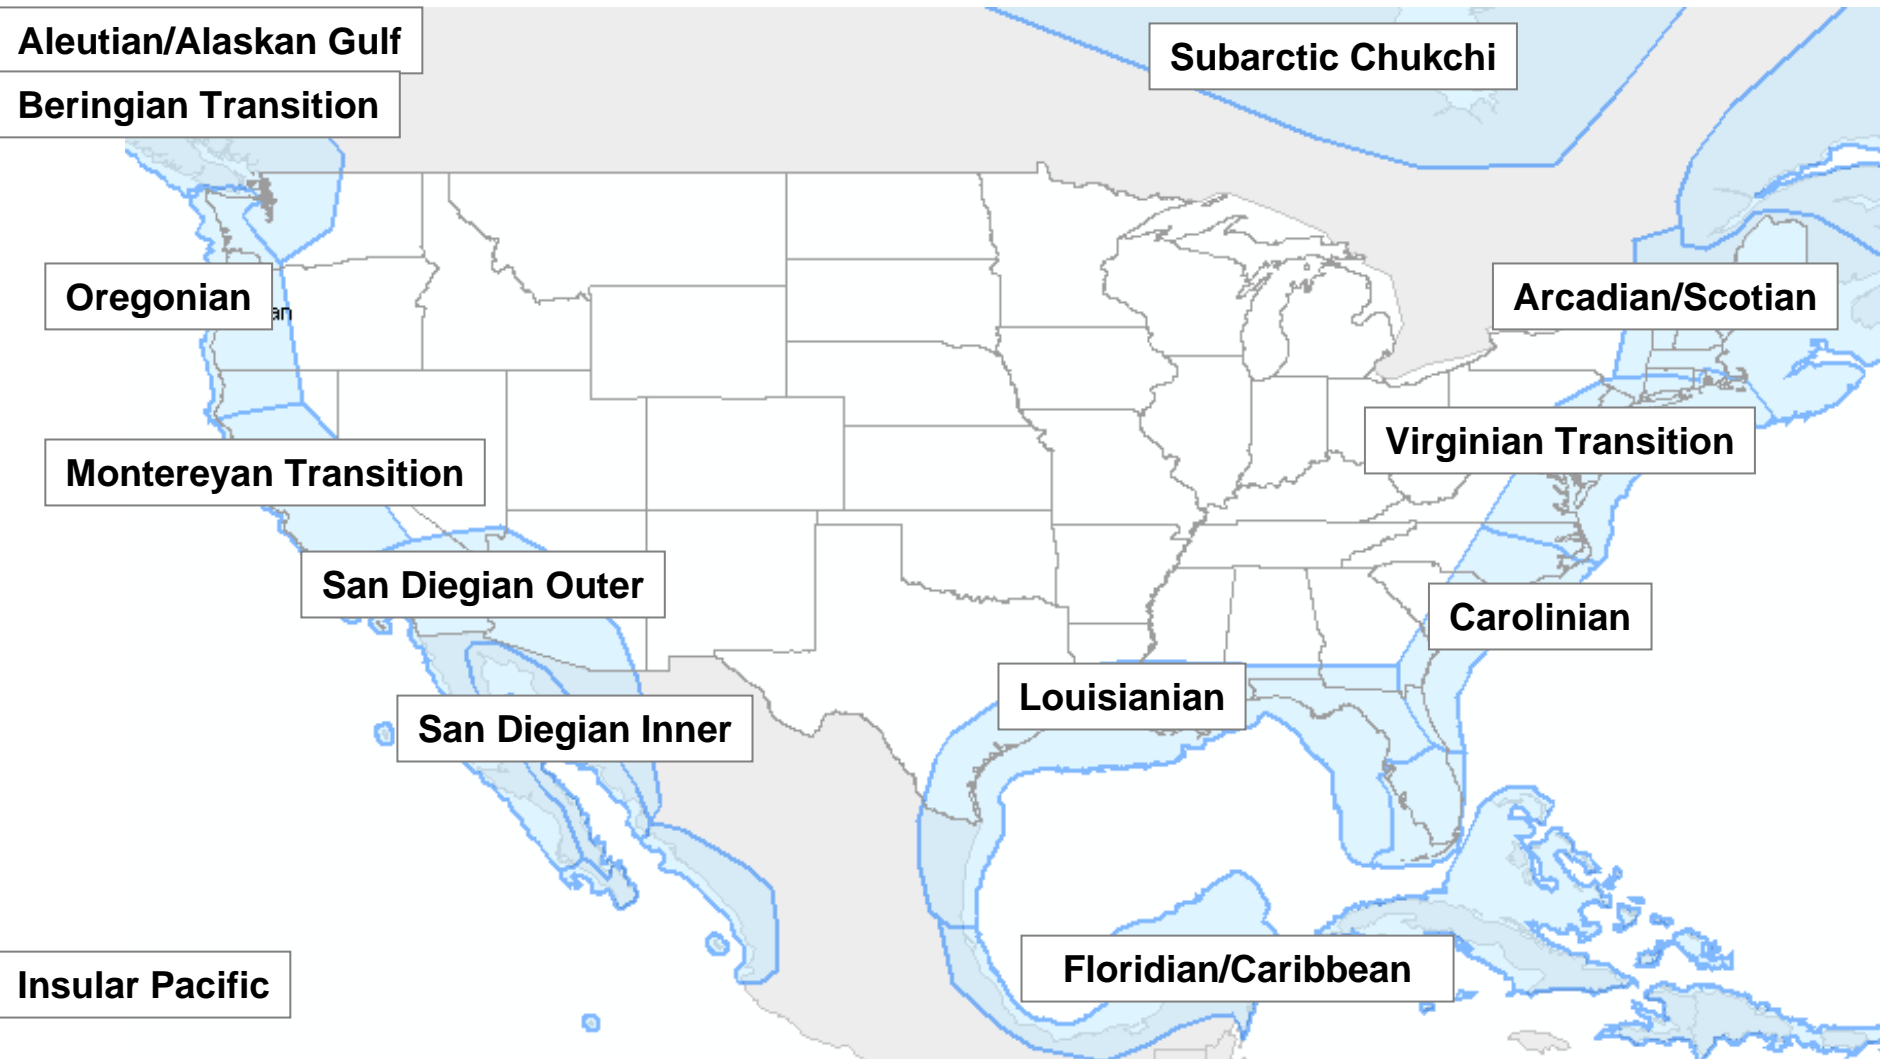 Aleutian/Alaskan Gulf
Subarctic Chukchi
Beringian Transition
Oregonian
an
Arcadian/Scotian
Virginian Transition
Montereyan Transition
San Diegian Outer
Carolinian
Louisianian
San Diegian Inner
Floridian/Caribbean
Insular Pacific